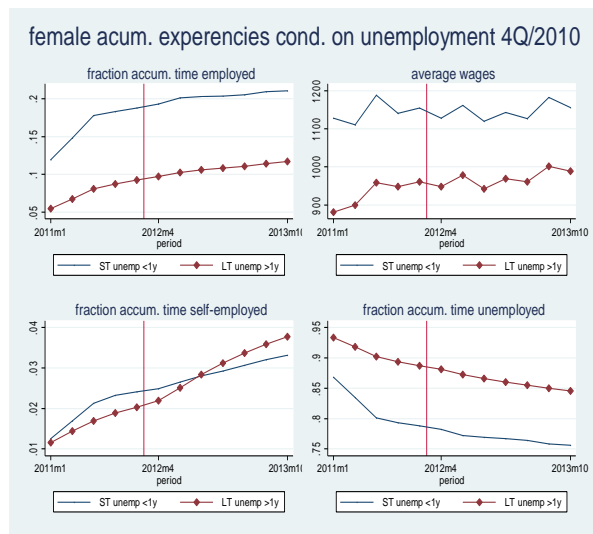 female acum. experencies cond. on unemployment 4Q/2010
fraction accum. time employed
.2
.15
.1
.05
2011m1 2012m4 2013m10
period
ST unemp <1y LT unemp >1y
average wages
1200
1100
1000
900
2011m1 2012m4 2013m10
period
ST unemp <1y LT unemp >1y
fraction accum. time self-employed
.04
.03
.02
.01
2011m1 2012m4 2013m10
period
ST unemp <1y LT unemp >1y
fraction accum. time unemployed
.95
.9
.85
.8
.75
2011m1 2012m4 2013m10
period
ST unemp <1y LT unemp >1y